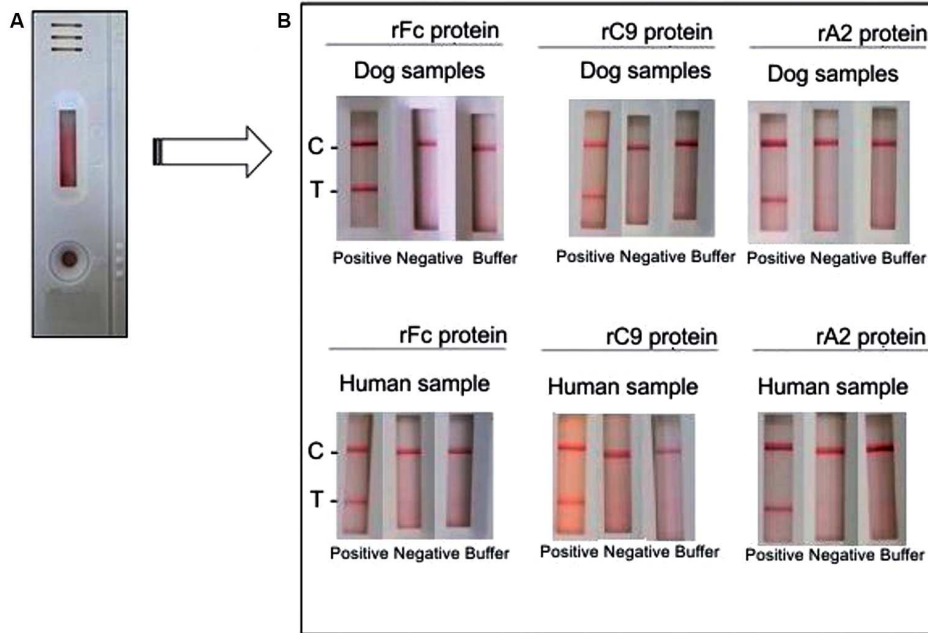 A
B
rFc protein
rC9 protein
rA2 protein
Dog samples
Dog samples
Dog samples
C -
T -
Positive Negative Buffer
Positive Negative Buffer
Positive Negative Buffer
rFc protein
rC9 protein
rA2 protein
Human sample
Human sample
Human sample
C -
T -
Positive Negative Buffer
Positive Negative Buffer
Positive Negative Buffer